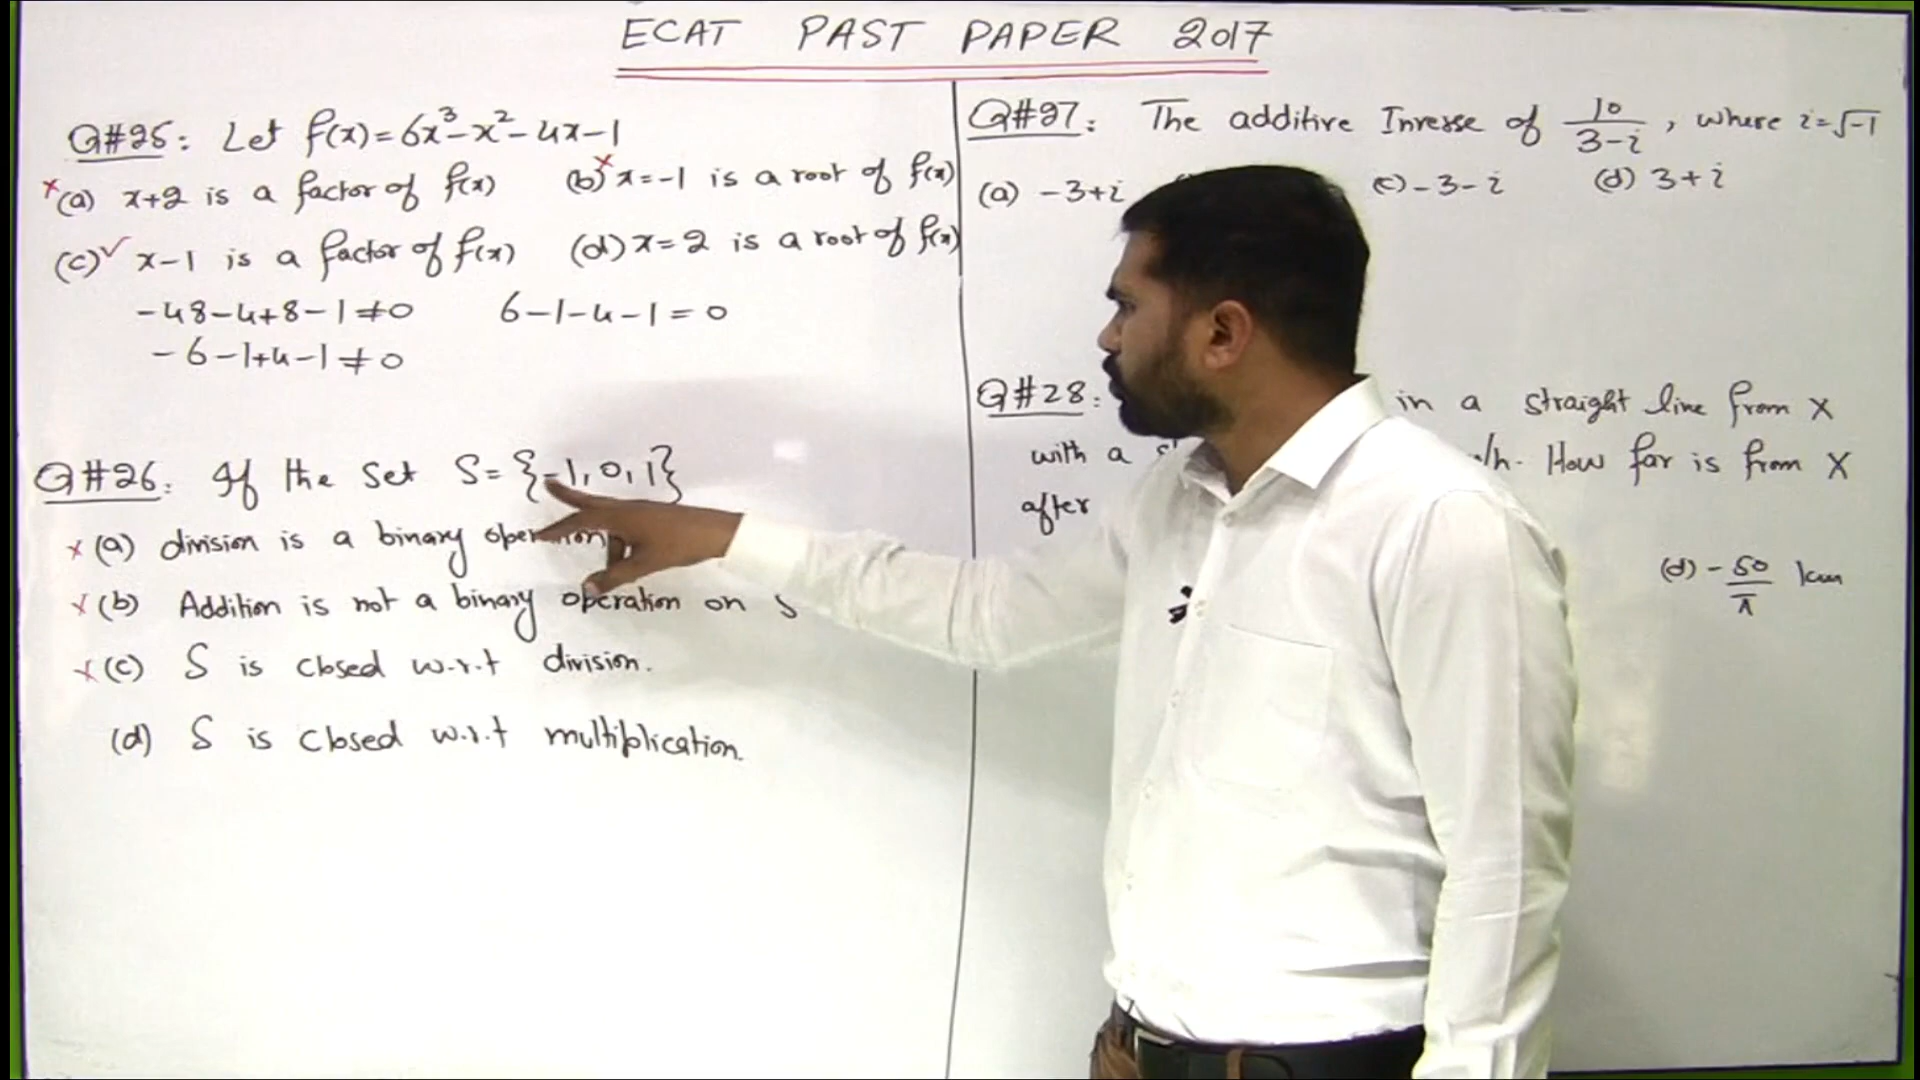 ECAT PAST PAPER 2017
Q#25: Let f(x)=6x³-x²-4x-1
(a) x+2 is a factor of f(x) (b) x=-1 is a root of f(x)
(c) x-1 is a factor of f(x) (d) x=2 is a root of f(x)
-48-4+8-1≠0 6-1-4-1=0
-6-1+4-1≠0
Q#26: If the Set S={-1,0,1}
(a) division is a binary operation
(b) Addition is not a binary operation on S
(c) S is closed w.r.t division.
(d) S is closed w.r.t multiplication.
Q#27: The additive Inverse of 10/3-i, where i=√-1
(a) -3+i (c) -3-i (d) 3+i
Q#28: in a straight line from X
with a /h. How far is from X
after
(d) -50/π km